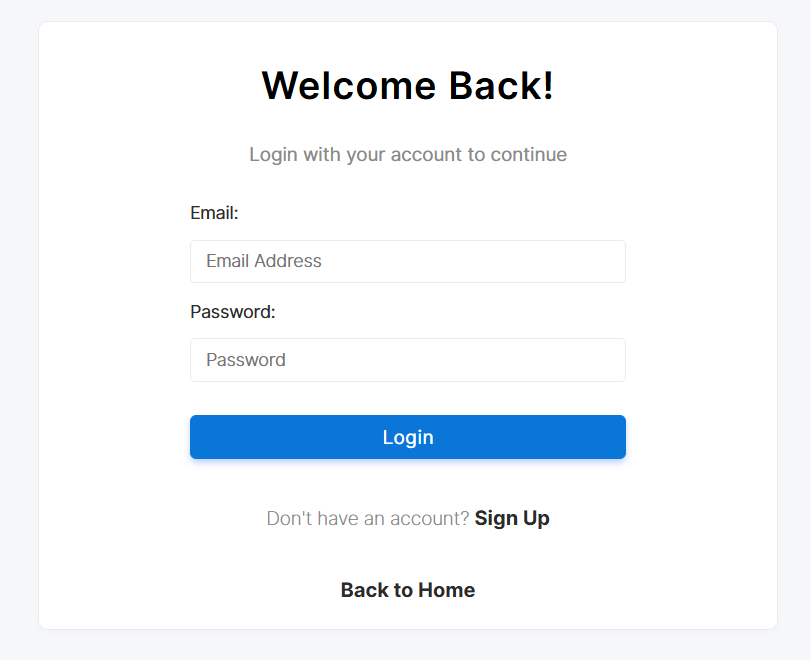 Welcome Back!
Login with your account to continue
Email:
Email Address
Password:
Password
Login
Don't have an account? Sign Up
Back to Home